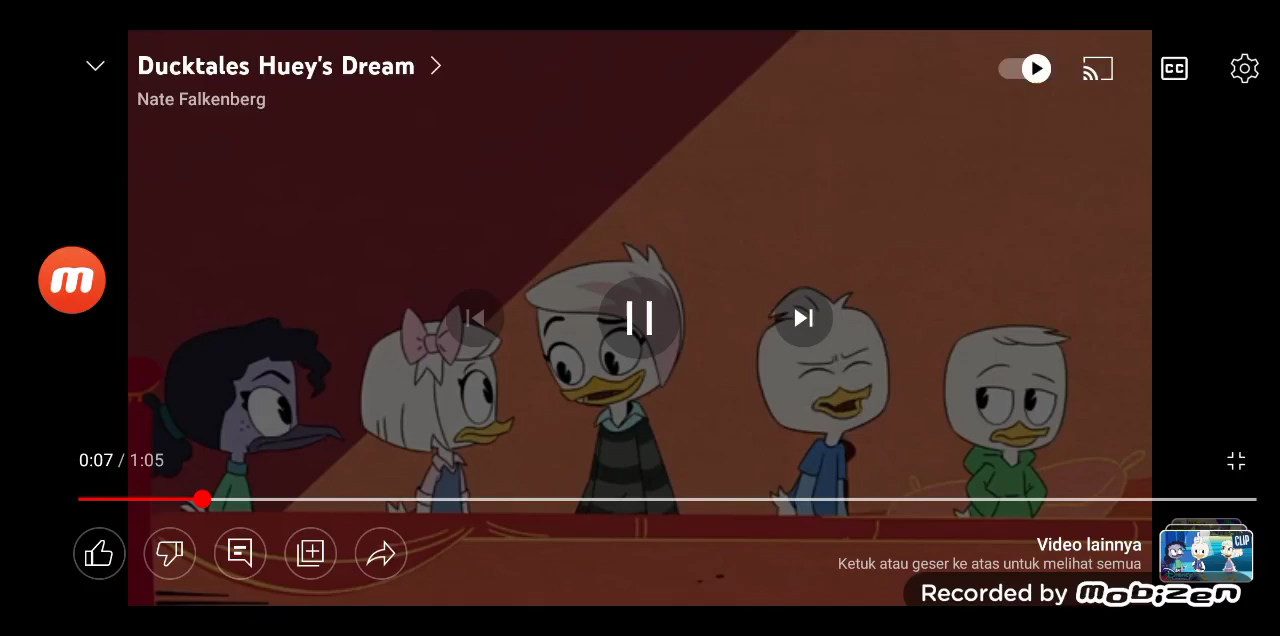 Ducktales Huey's Dream
Nate Falkenberg
CC
m
0:07 / 1:05
CLIP
Video lainnya
Ketuk atau geser ke atas untuk melihat semua
Recorded by mobizen